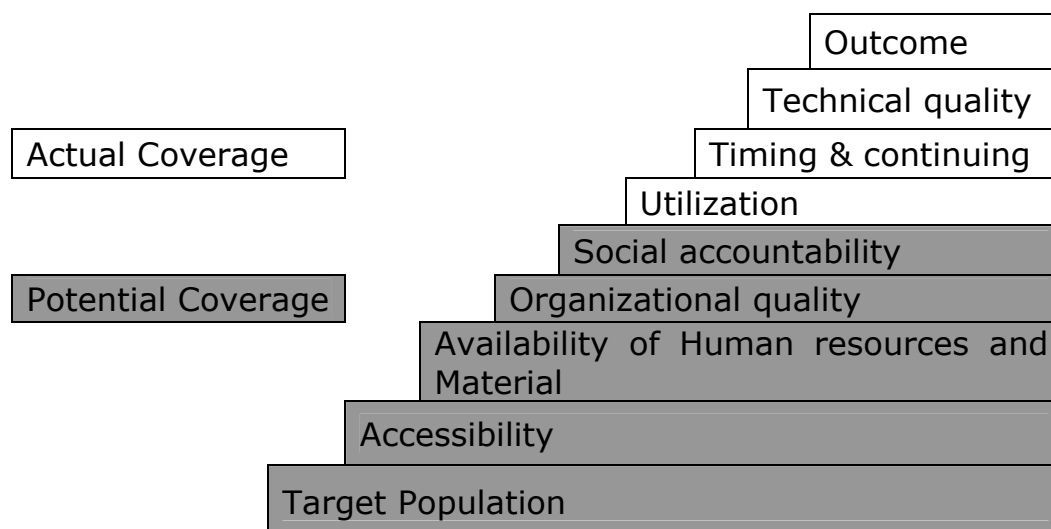 Outcome
Technical quality
Actual Coverage
Timing & continuing
Utilization
Social accountability
Potential Coverage
Organizational quality
Availability of Human resources and
Material
Accessibility
Target Population